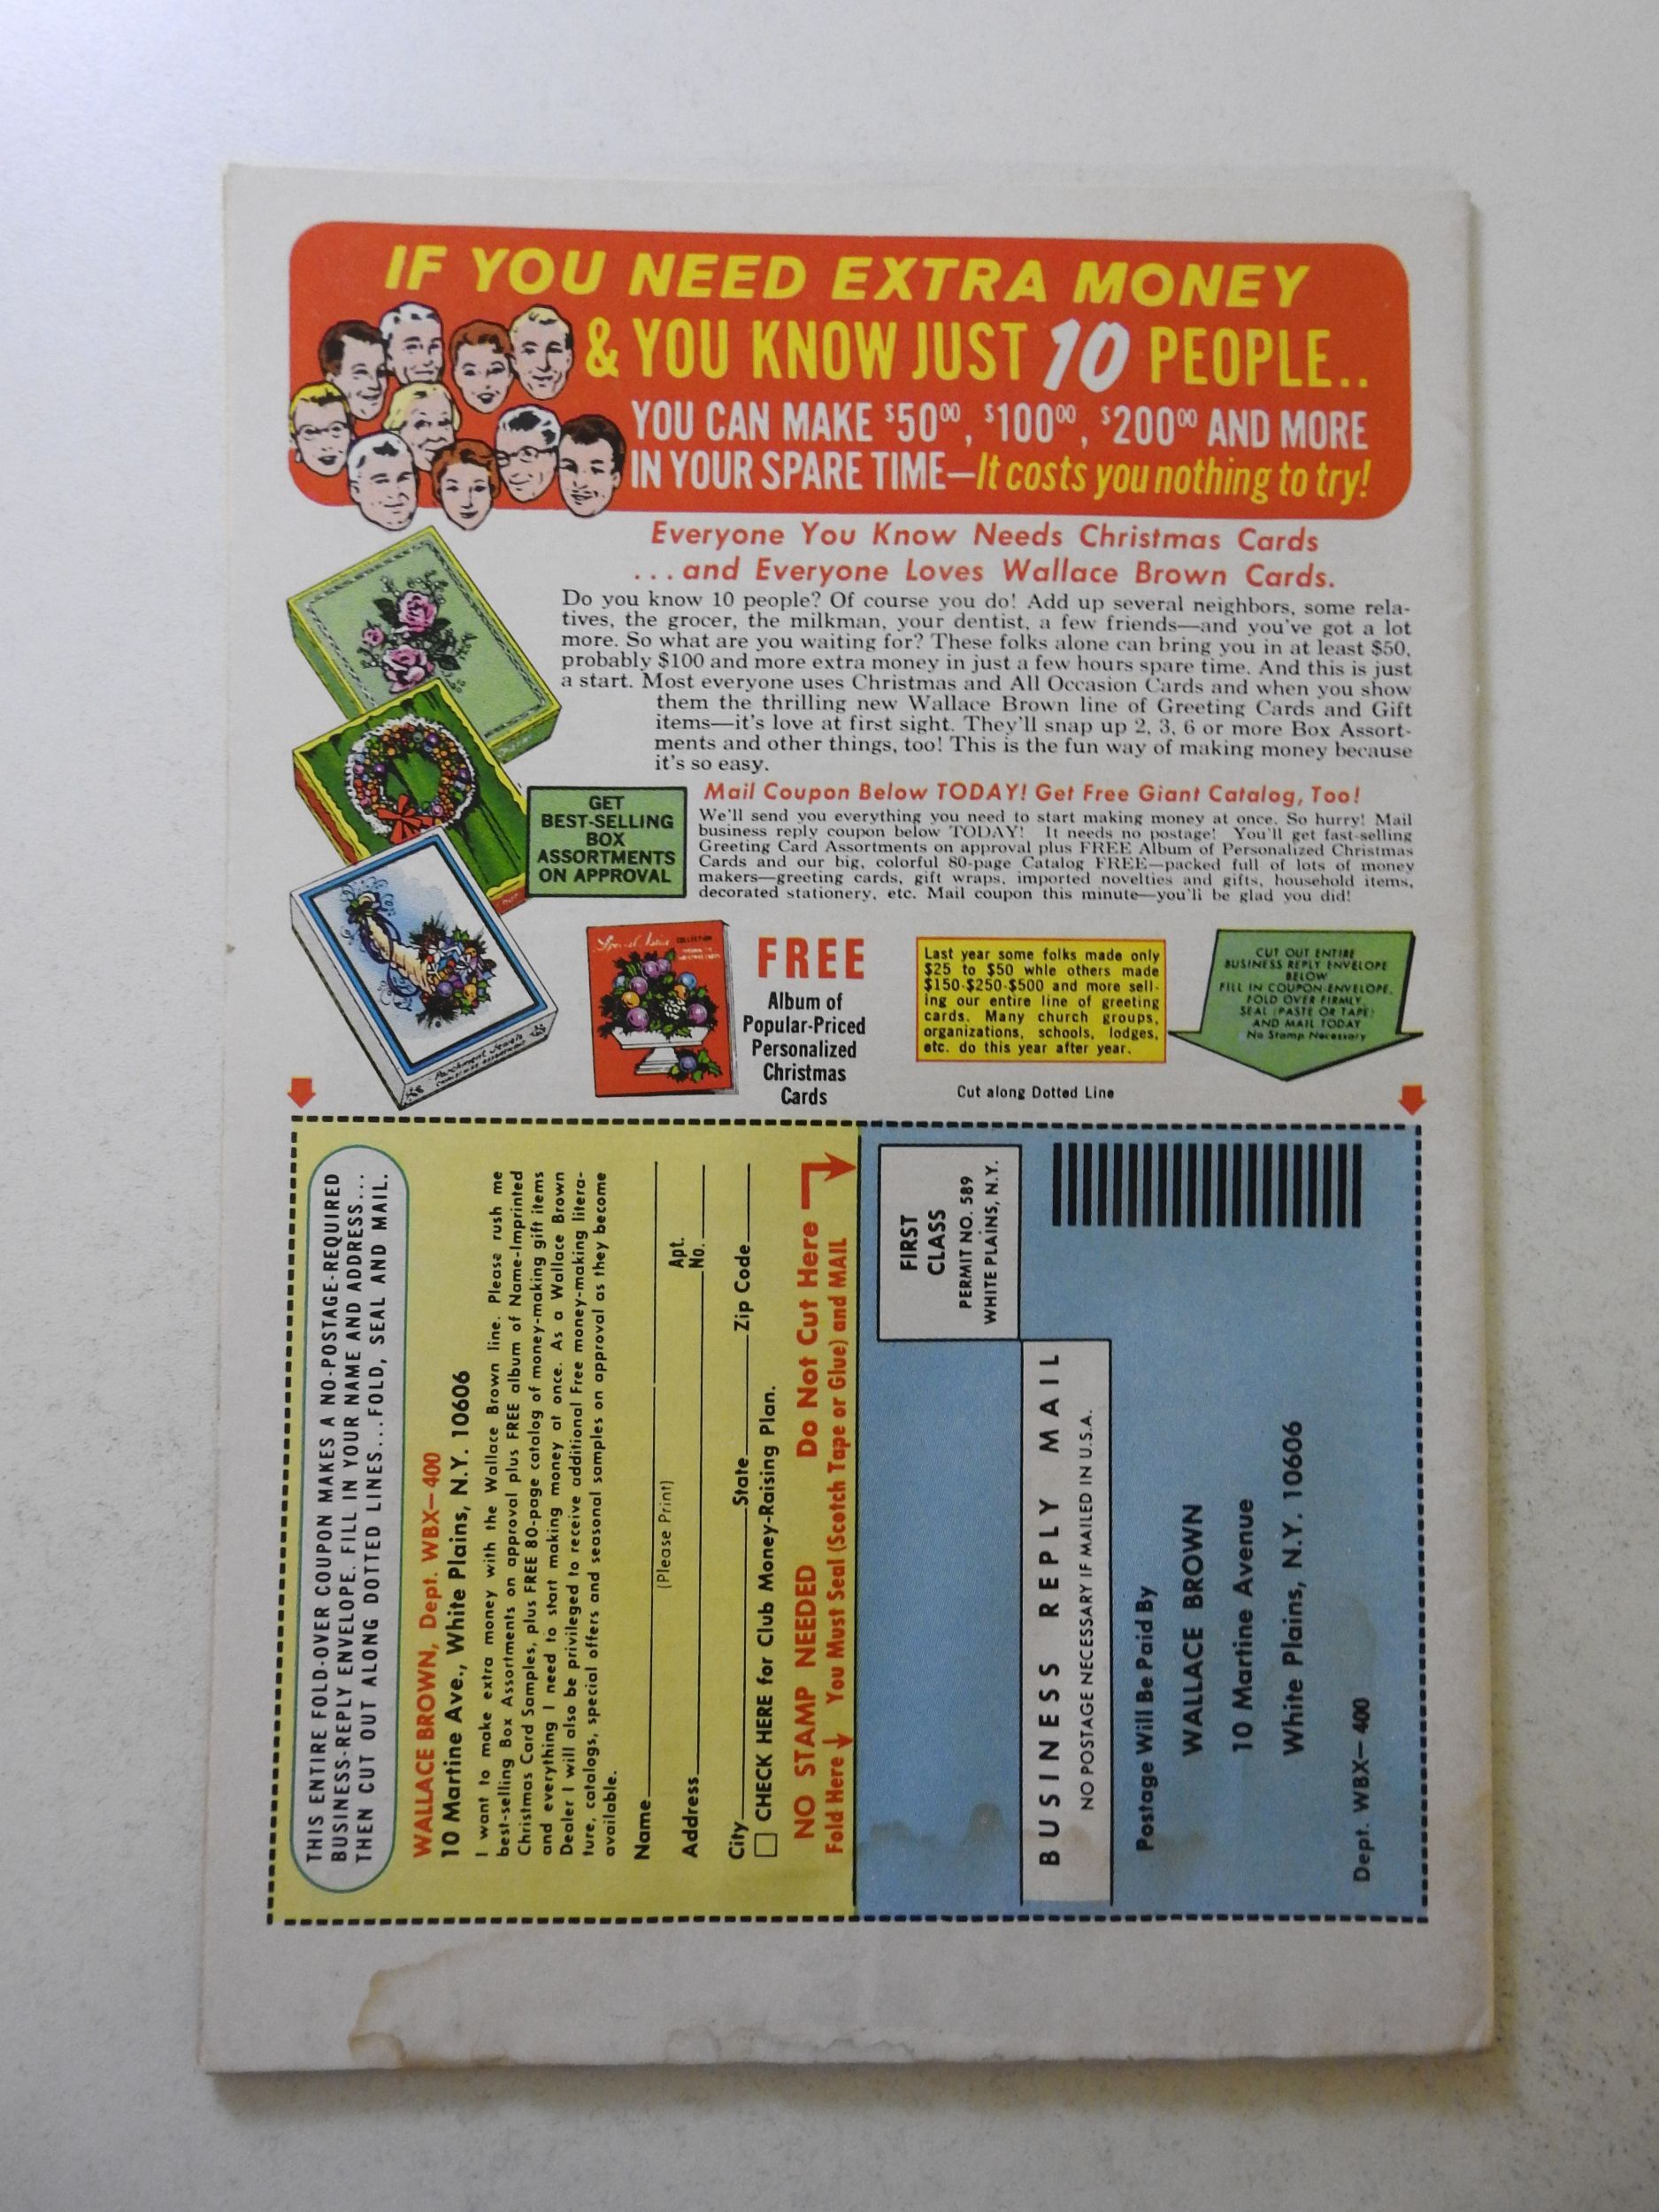 IF YOU NEED EXTRA MONEY
& YOU KNOW JUST 10 PEOPLE..
YOU CAN MAKE $50⁰⁰, $100⁰⁰, $200⁰⁰ AND MORE
IN YOUR SPARE TIME—It costs you nothing to try!
Everyone You Know Needs Christmas Cards
...and Everyone Loves Wallace Brown Cards.
Do you know 10 people? Of course you do! Add up several neighbors, some rela-
tives, the grocer, the milkman, your dentist, a few friends—and you've got a lot
more. So what are you waiting for? These folks alone can bring you in at least $50,
probably $100 and more extra money in just a few hours spare time. And this is just
a start. Most everyone uses Christmas and All Occasion Cards and when you show
them the thrilling new Wallace Brown line of Greeting Cards and Gift
items—it's love at first sight. They'll snap up 2, 3, 6 or more Box Assort-
ments and other things, too! This is the fun way of making money because
it's so easy.
GET
BEST-SELLING
BOX
ASSORTMENTS
ON APPROVAL
Mail Coupon Below TODAY! Get Free Giant Catalog, Too!
We'll send you everything you need to start making money at once. So hurry! Mail
business reply coupon below TODAY! It needs no postage! You'll get fast-selling
Greeting Card Assortments on approval plus FREE Album of Personalized Christmas
Cards and our big, colorful 80-page Catalog FREE—packed full of lots of money
makers—greeting cards, gift wraps, imported novelties and gifts, household items,
decorated stationery, etc. Mail coupon this minute—you'll be glad you did!
Parchment Jewels
COLLECTION
FREE
Album of
Popular-Priced
Personalized
Christmas
Cards
Last year some folks made only
$25 to $50 whle others made
$150-$250-$500 and more sell-
ing our entire line of greeting
cards. Many church groups,
organizations, schools, lodges,
etc. do this year after year.
CUT OUT ENTIRE
BUSINESS REPLY ENVELOPE
BELOW
FILL IN COUPON-ENVELOPE,
FOLD OVER FIRMLY,
SEAL (PASTE OR TAPE)
AND MAIL TODAY
No Stamp Necessary
Cut along Dotted Line
THIS ENTIRE FOLD-OVER COUPON MAKES A NO-POSTAGE-REQUIRED
BUSINESS-REPLY ENVELOPE. FILL IN YOUR NAME AND ADDRESS...
THEN CUT OUT ALONG DOTTED LINES...FOLD, SEAL AND MAIL.
WALLACE BROWN, Dept. WBX—400
10 Martine Ave., White Plains, N.Y. 10606
I want to make extra money with the Wallace Brown line. Please rush me
best-selling Box Assortments on approval plus FREE album of Name-Imprinted
Christmas Card Samples, plus FREE 80-page catalog of money-making gift items
and everything I need to start making money at once. As a Wallace Brown
Dealer I will also be privileged to receive additional Free money-making litera-
ture, catalogs, special offers and seasonal samples on approval as they become
available.
Name
(Please Print)
Address Apt. No.
City State Zip Code
CHECK HERE for Club Money-Raising Plan.
NO STAMP NEEDED Do Not Cut Here
Fold Here You Must Seal (Scotch Tape or Glue) and MAIL
FIRST
CLASS
PERMIT NO. 589
WHITE PLAINS, N.Y.
BUSINESS REPLY MAIL
NO POSTAGE NECESSARY IF MAILED IN U.S.A.
Postage Will Be Paid By
WALLACE BROWN
10 Martine Avenue
White Plains, N.Y. 10606
Dept. WBX—400